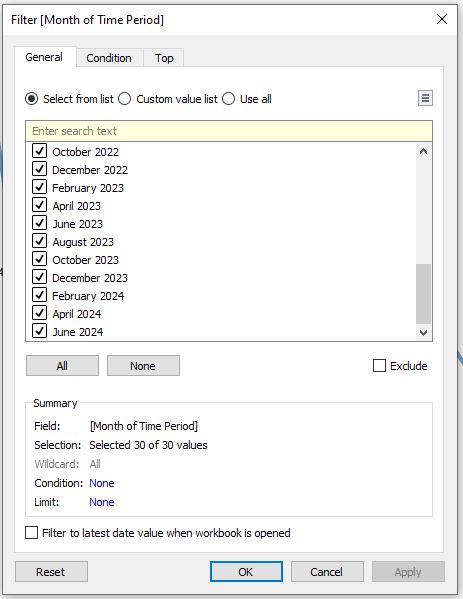 Filter [Month of Time Period]
General Condition Top
Select from list Custom value list Use all
Enter search text
October 2022
December 2022
February 2023
April 2023
June 2023
August 2023
October 2023
December 2023
February 2024
April 2024
June 2024
All None Exclude
Summary
Field: [Month of Time Period]
Selection: Selected 30 of 30 values
Wildcard: All
Condition: None
Limit: None
Filter to latest date value when workbook is opened
Reset OK Cancel Apply